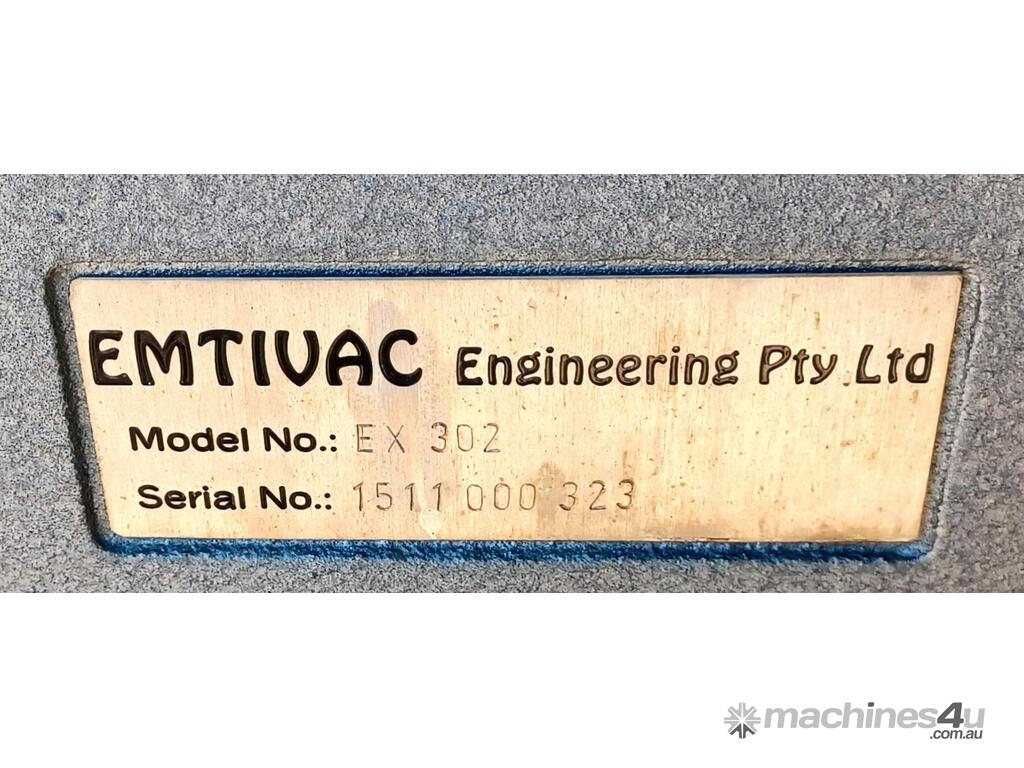 EMTIVAC Engineering Pty Ltd
Model No.: EX 302
Serial No.: 1511 000 323
machines4u
.com.au